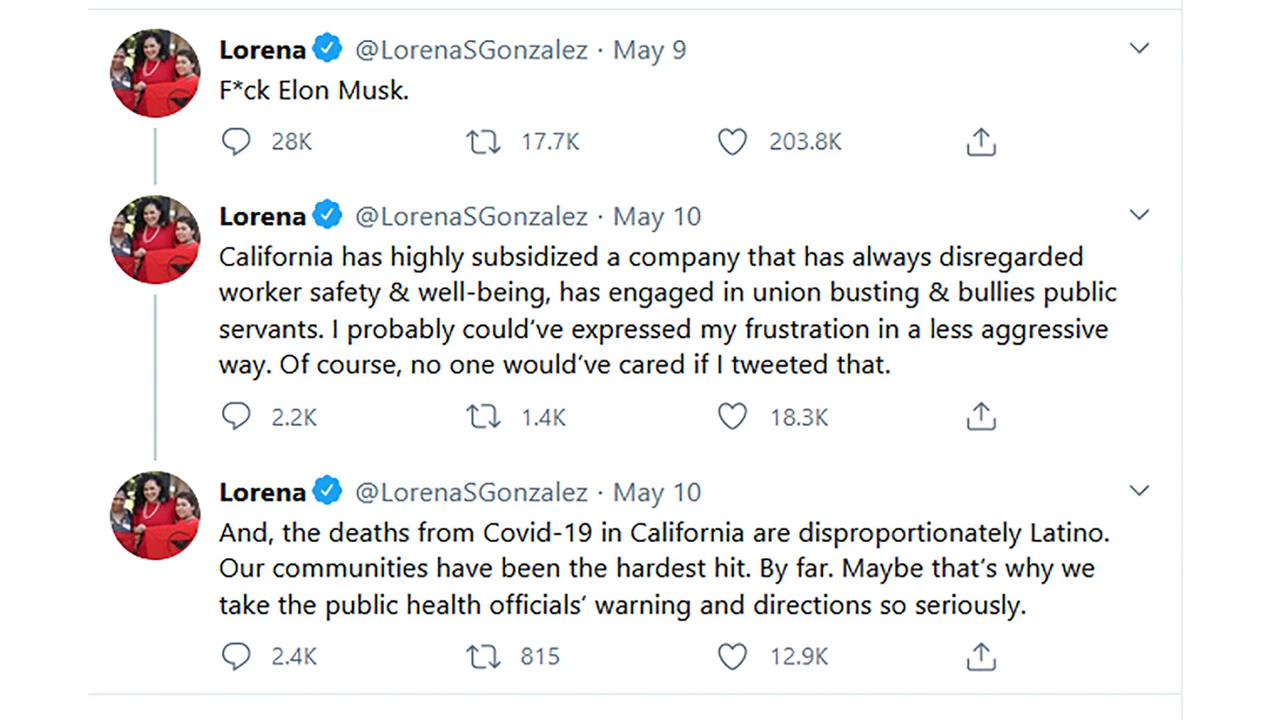 Lorena @LorenaSGonzalez · May 9
F*ck Elon Musk.
28K 17.7K 203.8K
Lorena @LorenaSGonzalez · May 10
California has highly subsidized a company that has always disregarded
worker safety & well-being, has engaged in union busting & bullies public
servants. I probably could've expressed my frustration in a less aggressive
way. Of course, no one would've cared if I tweeted that.
2.2K 1.4K 18.3K
Lorena @LorenaSGonzalez · May 10
And, the deaths from Covid-19 in California are disproportionately Latino.
Our communities have been the hardest hit. By far. Maybe that's why we
take the public health officials' warning and directions so seriously.
2.4K 815 12.9K